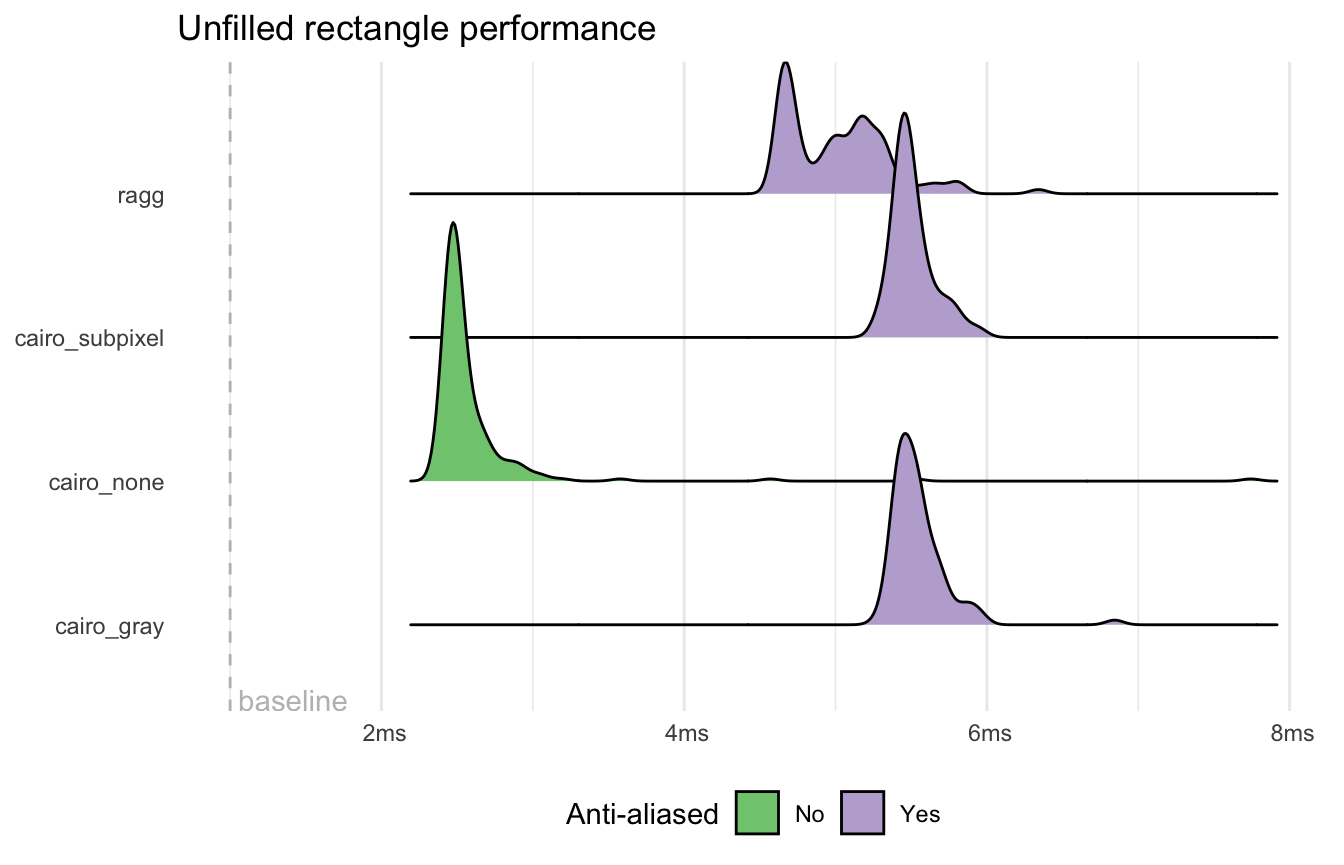 Unfilled rectangle performance
ragg
cairo_subpixel
cairo_none
cairo_gray
baseline
2ms 4ms 6ms 8ms
Anti-aliased No Yes